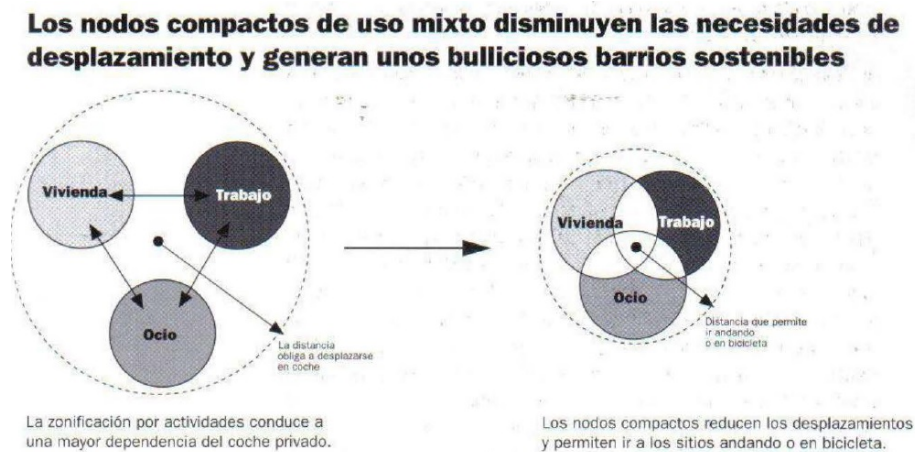 Los nodos compactos de uso mixto disminuyen las necesidades de
desplazamiento y generan unos bulliciosos barrios sostenibles
Vivienda
Trabajo
Ocio
La distancia
obliga a desplazarse
en coche
La zonificación por actividades conduce a
una mayor dependencia del coche privado.
Vivienda
Trabajo
Ocio
Distancia que permite
ir andando
o en bicicleta
Los nodos compactos reducen los desplazamientos
y permiten ir a los sitios andando o en bicicleta.